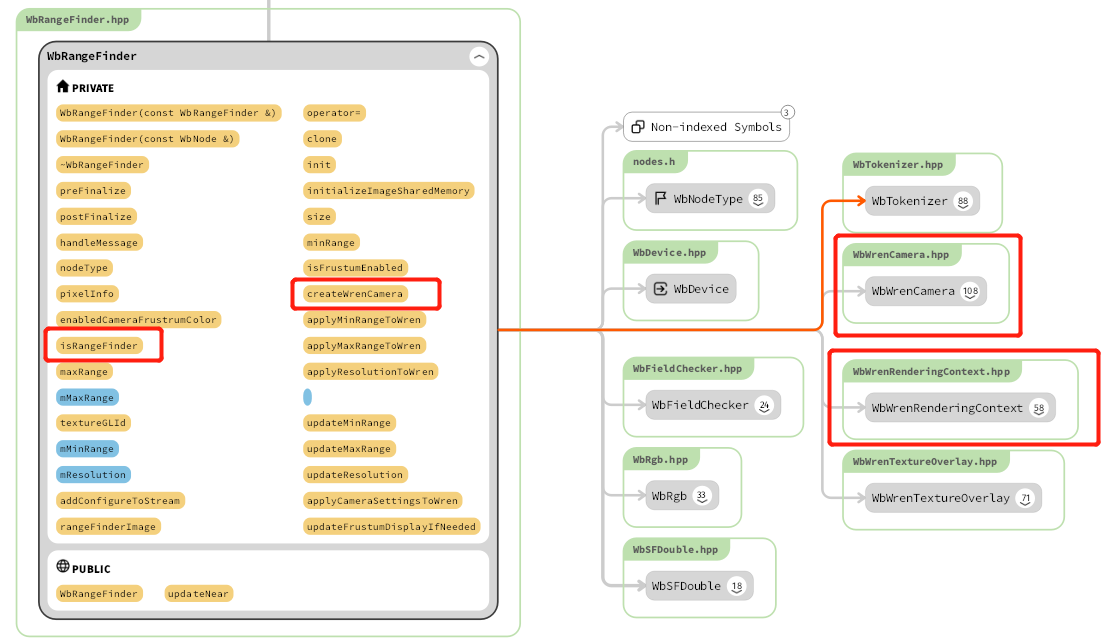 WbRangeFinder.hpp
WbRangeFinder
PRIVATE
WbRangeFinder(const WbRangeFinder &)
operator=
WbRangeFinder(const WbNode &)
clone
~WbRangeFinder
init
preFinalize
initializeImageSharedMemory
postFinalize
size
handleMessage
minRange
nodeType
isFrustumEnabled
pixelInfo
createWrenCamera
enabledCameraFrustrumColor
applyMinRangeToWren
isRangeFinder
applyMaxRangeToWren
maxRange
applyResolutionToWren
mMaxRange
textureGLId
updateMinRange
mMinRange
updateMaxRange
mResolution
updateResolution
addConfigureToStream
applyCameraSettingsToWren
rangeFinderImage
updateFrustumDisplayIfNeeded
PUBLIC
WbRangeFinder
updateNear
Non-indexed Symbols 3
nodes.h
WbNodeType 85
WbDevice.hpp
WbDevice
WbFieldChecker.hpp
WbFieldChecker 24
WbRgb.hpp
WbRgb 33
WbSFDouble.hpp
WbSFDouble 18
WbTokenizer.hpp
WbTokenizer 88
WbWrenCamera.hpp
WbWrenCamera 108
WbWrenRenderingContext.hpp
WbWrenRenderingContext 58
WbWrenTextureOverlay.hpp
WbWrenTextureOverlay 71